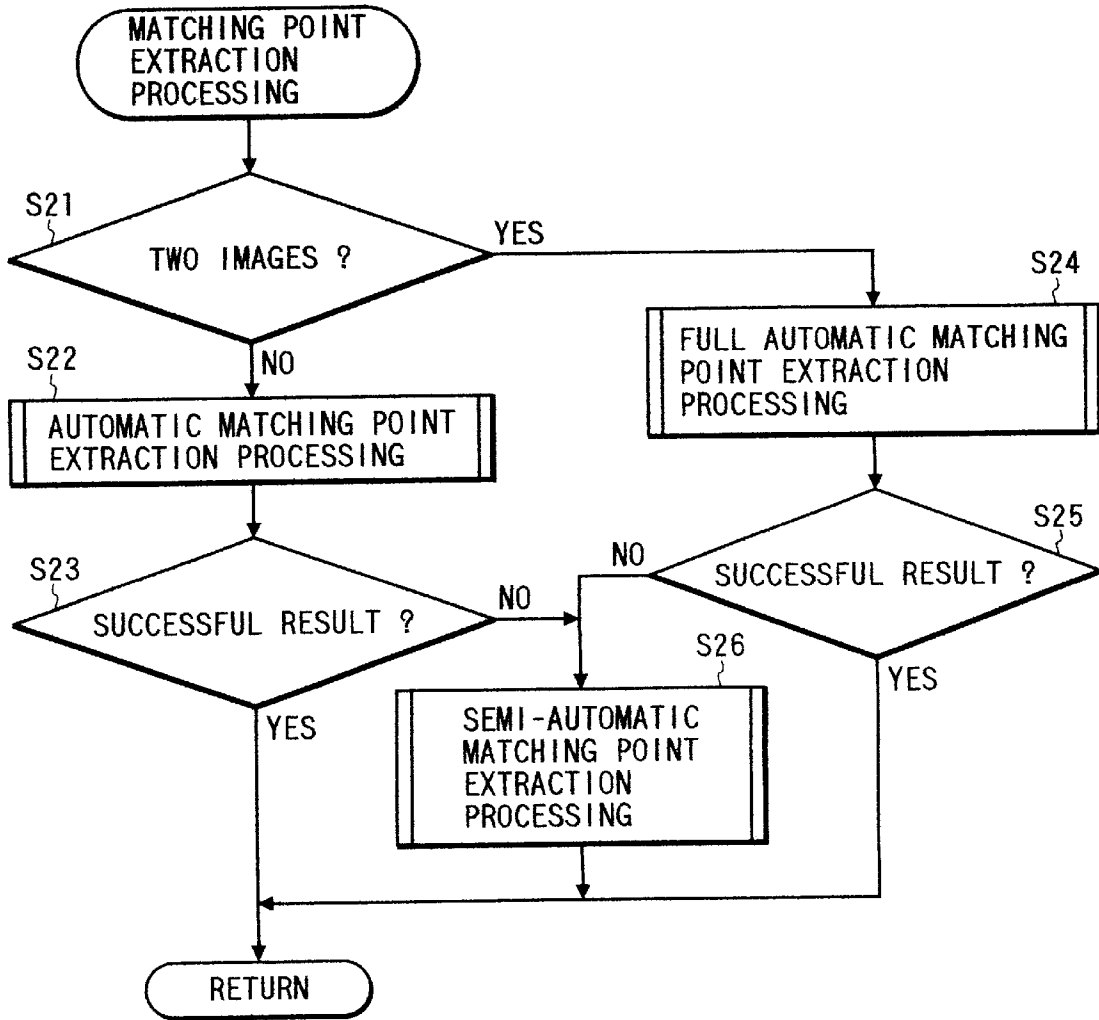 MATCHING POINT
EXTRACTION
PROCESSING
S21
TWO IMAGES ?
YES
NO
S24
FULL AUTOMATIC MATCHING
POINT EXTRACTION
PROCESSING
S22
AUTOMATIC MATCHING POINT
EXTRACTION PROCESSING
S25
SUCCESSFUL RESULT ?
NO
YES
S23
SUCCESSFUL RESULT ?
NO
YES
S26
SEMI-AUTOMATIC
MATCHING POINT
EXTRACTION
PROCESSING
RETURN